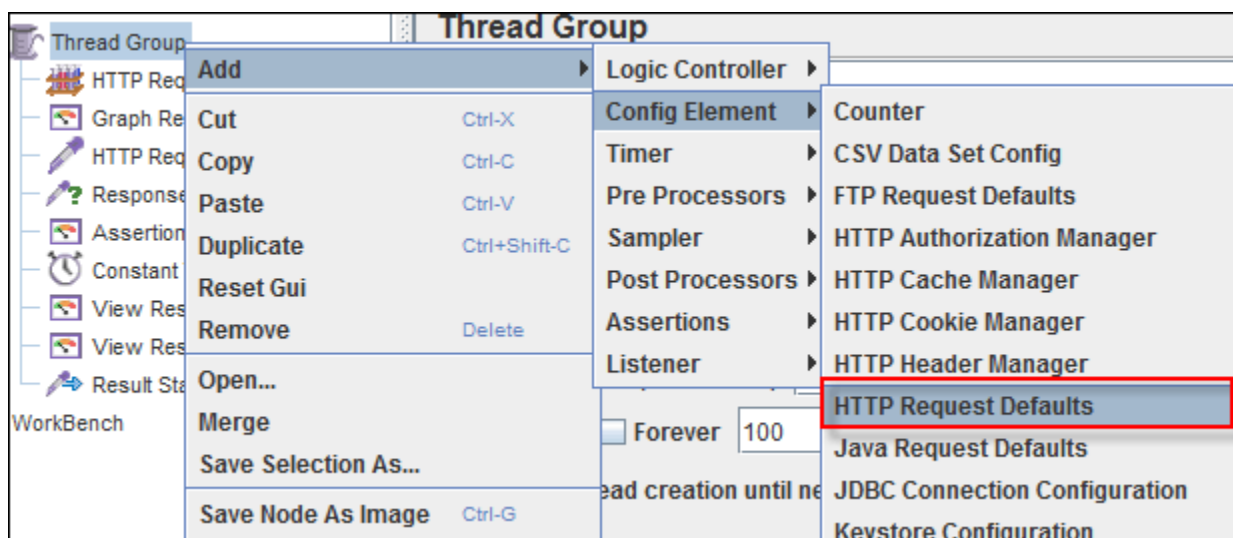 Thread Group
HTTP Req
Graph Re
HTTP Req
Response
Assertion
Constant
View Res
View Res
Result Sta
WorkBench
Thread Group
Add
Cut Ctrl-X
Copy Ctrl-C
Paste Ctrl-V
Duplicate Ctrl+Shift-C
Reset Gui
Remove Delete
Open...
Merge
Save Selection As...
Save Node As Image Ctrl-G
Logic Controller
Config Element
Timer
Pre Processors
Sampler
Post Processors
Assertions
Listener
Forever 100
ead creation until ne
Counter
CSV Data Set Config
FTP Request Defaults
HTTP Authorization Manager
HTTP Cache Manager
HTTP Cookie Manager
HTTP Header Manager
HTTP Request Defaults
Java Request Defaults
JDBC Connection Configuration
Keystore Configuration